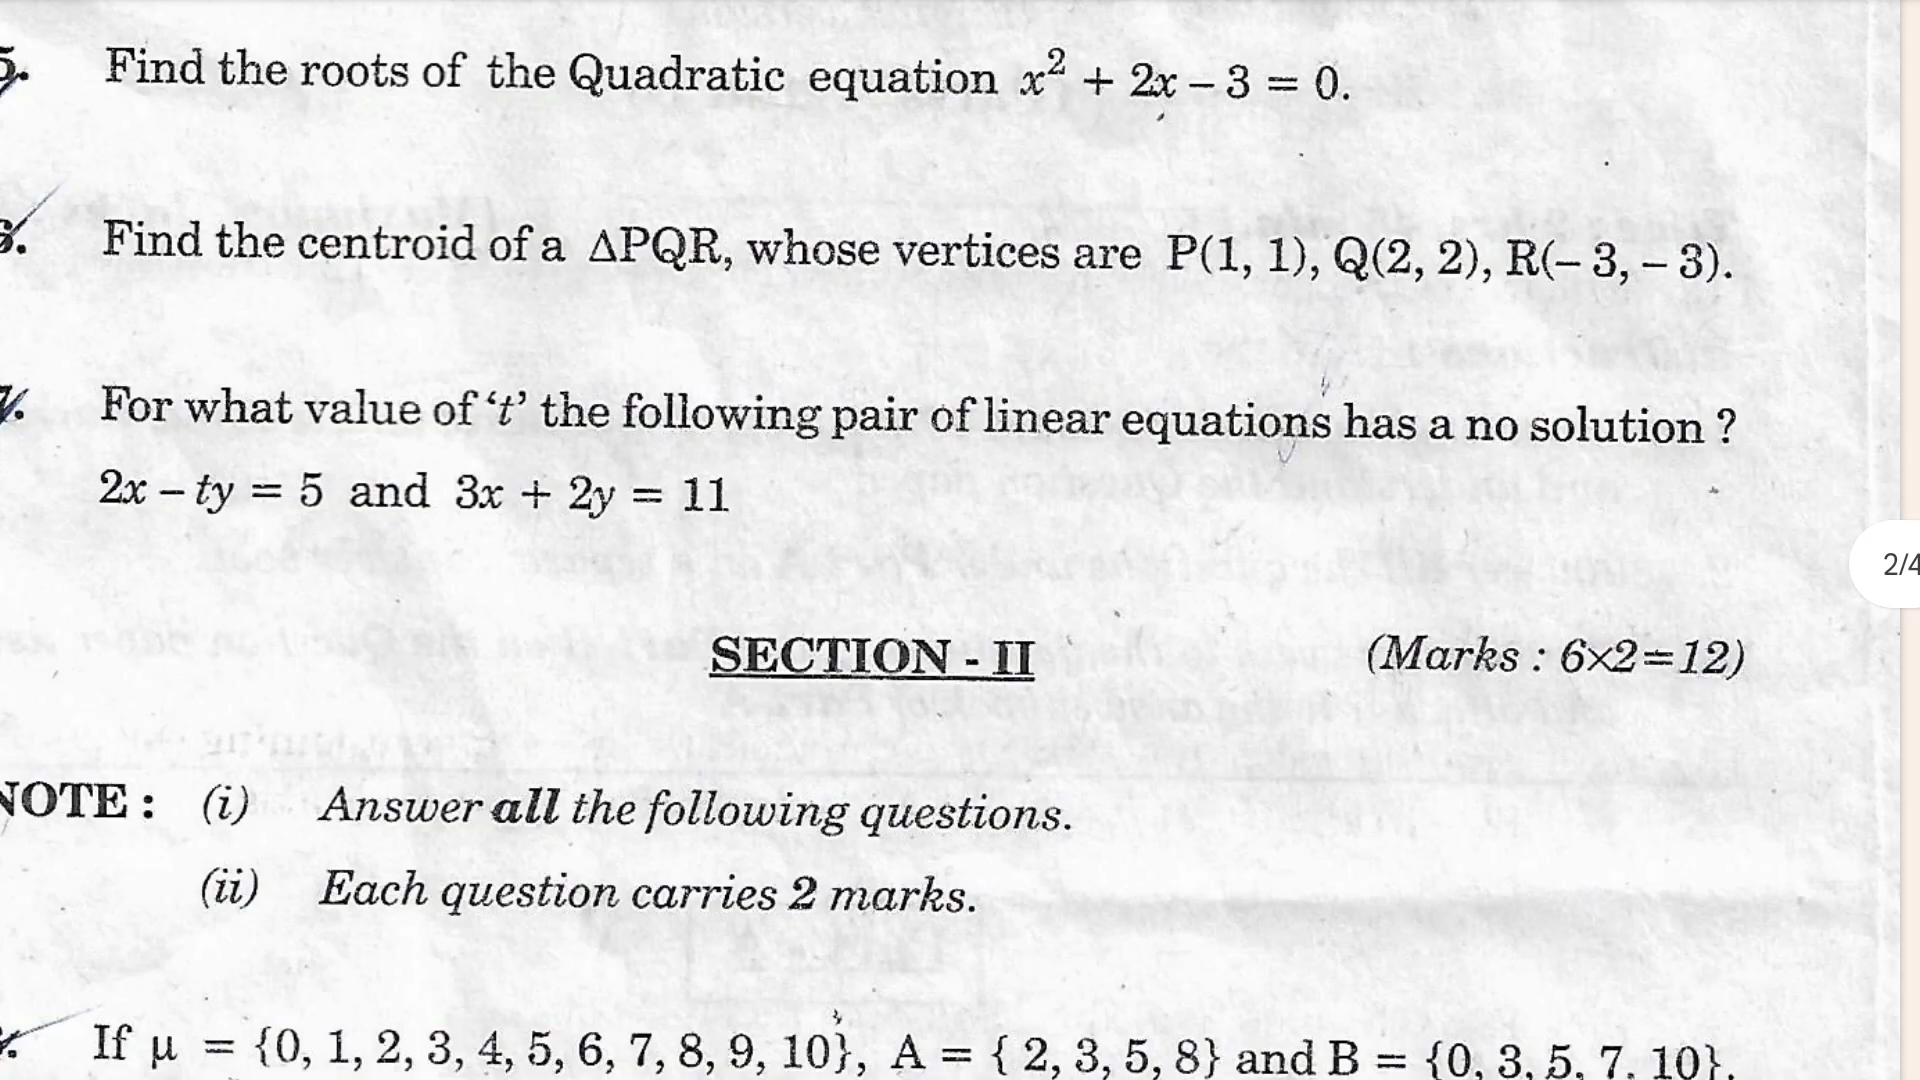 5. Find the roots of the Quadratic equation x² + 2x – 3 = 0.
6. Find the centroid of a ΔPQR, whose vertices are P(1, 1), Q(2, 2), R(– 3, – 3).
7. For what value of ‘t’ the following pair of linear equations has a no solution ?
2x – ty = 5 and 3x + 2y = 11
2/4
SECTION - II (Marks : 6×2=12)
NOTE : (i) Answer all the following questions.
(ii) Each question carries 2 marks.
If μ = {0, 1, 2, 3, 4, 5, 6, 7, 8, 9, 10}, A = { 2, 3, 5, 8} and B = {0, 3, 5, 7, 10}.